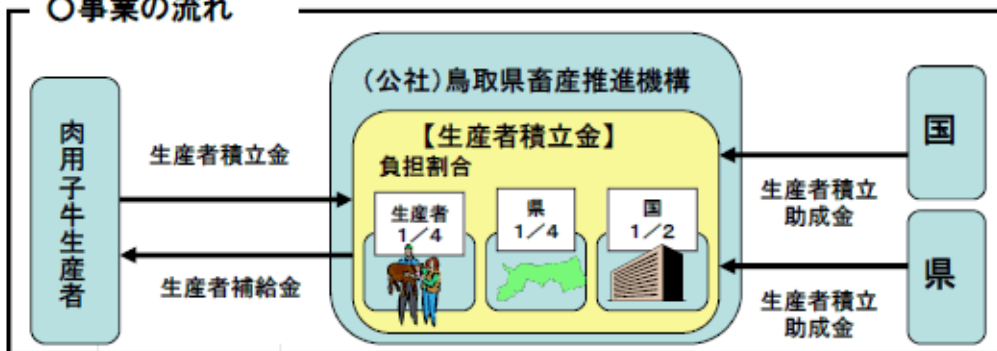 〇事業の流れ
(公社)鳥取県畜産推進機構
【生産者積立金】
負担割合
生産者
1/4
県
1/4
国
1/2
肉用子牛生産者
生産者積立金
生産者補給金
国
生産者積立
助成金
県
生産者積立
助成金